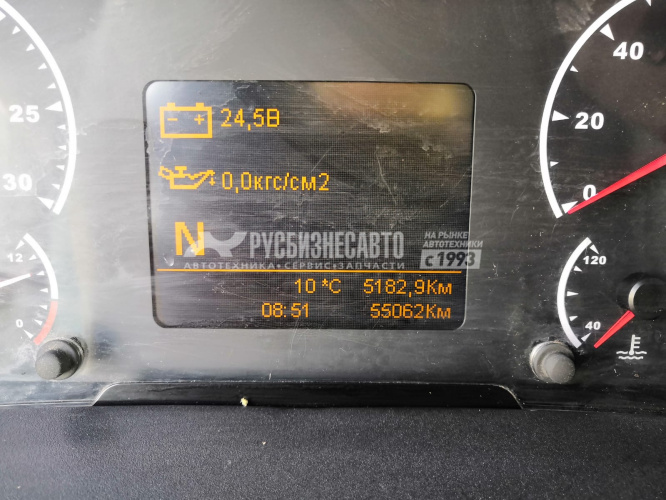 40
25
20
30
0
24,5В
0,0кгс/см2
N
РУСБИЗНЕСАВТО
АВТОТЕХНИКА • СЕРВИС • ЗАПЧАСТИ
НА РЫНКЕ
АВТОТЕХНИКИ
с 1993
12
0
120
40
10 °C 5182,9Км
08:51 55062Км